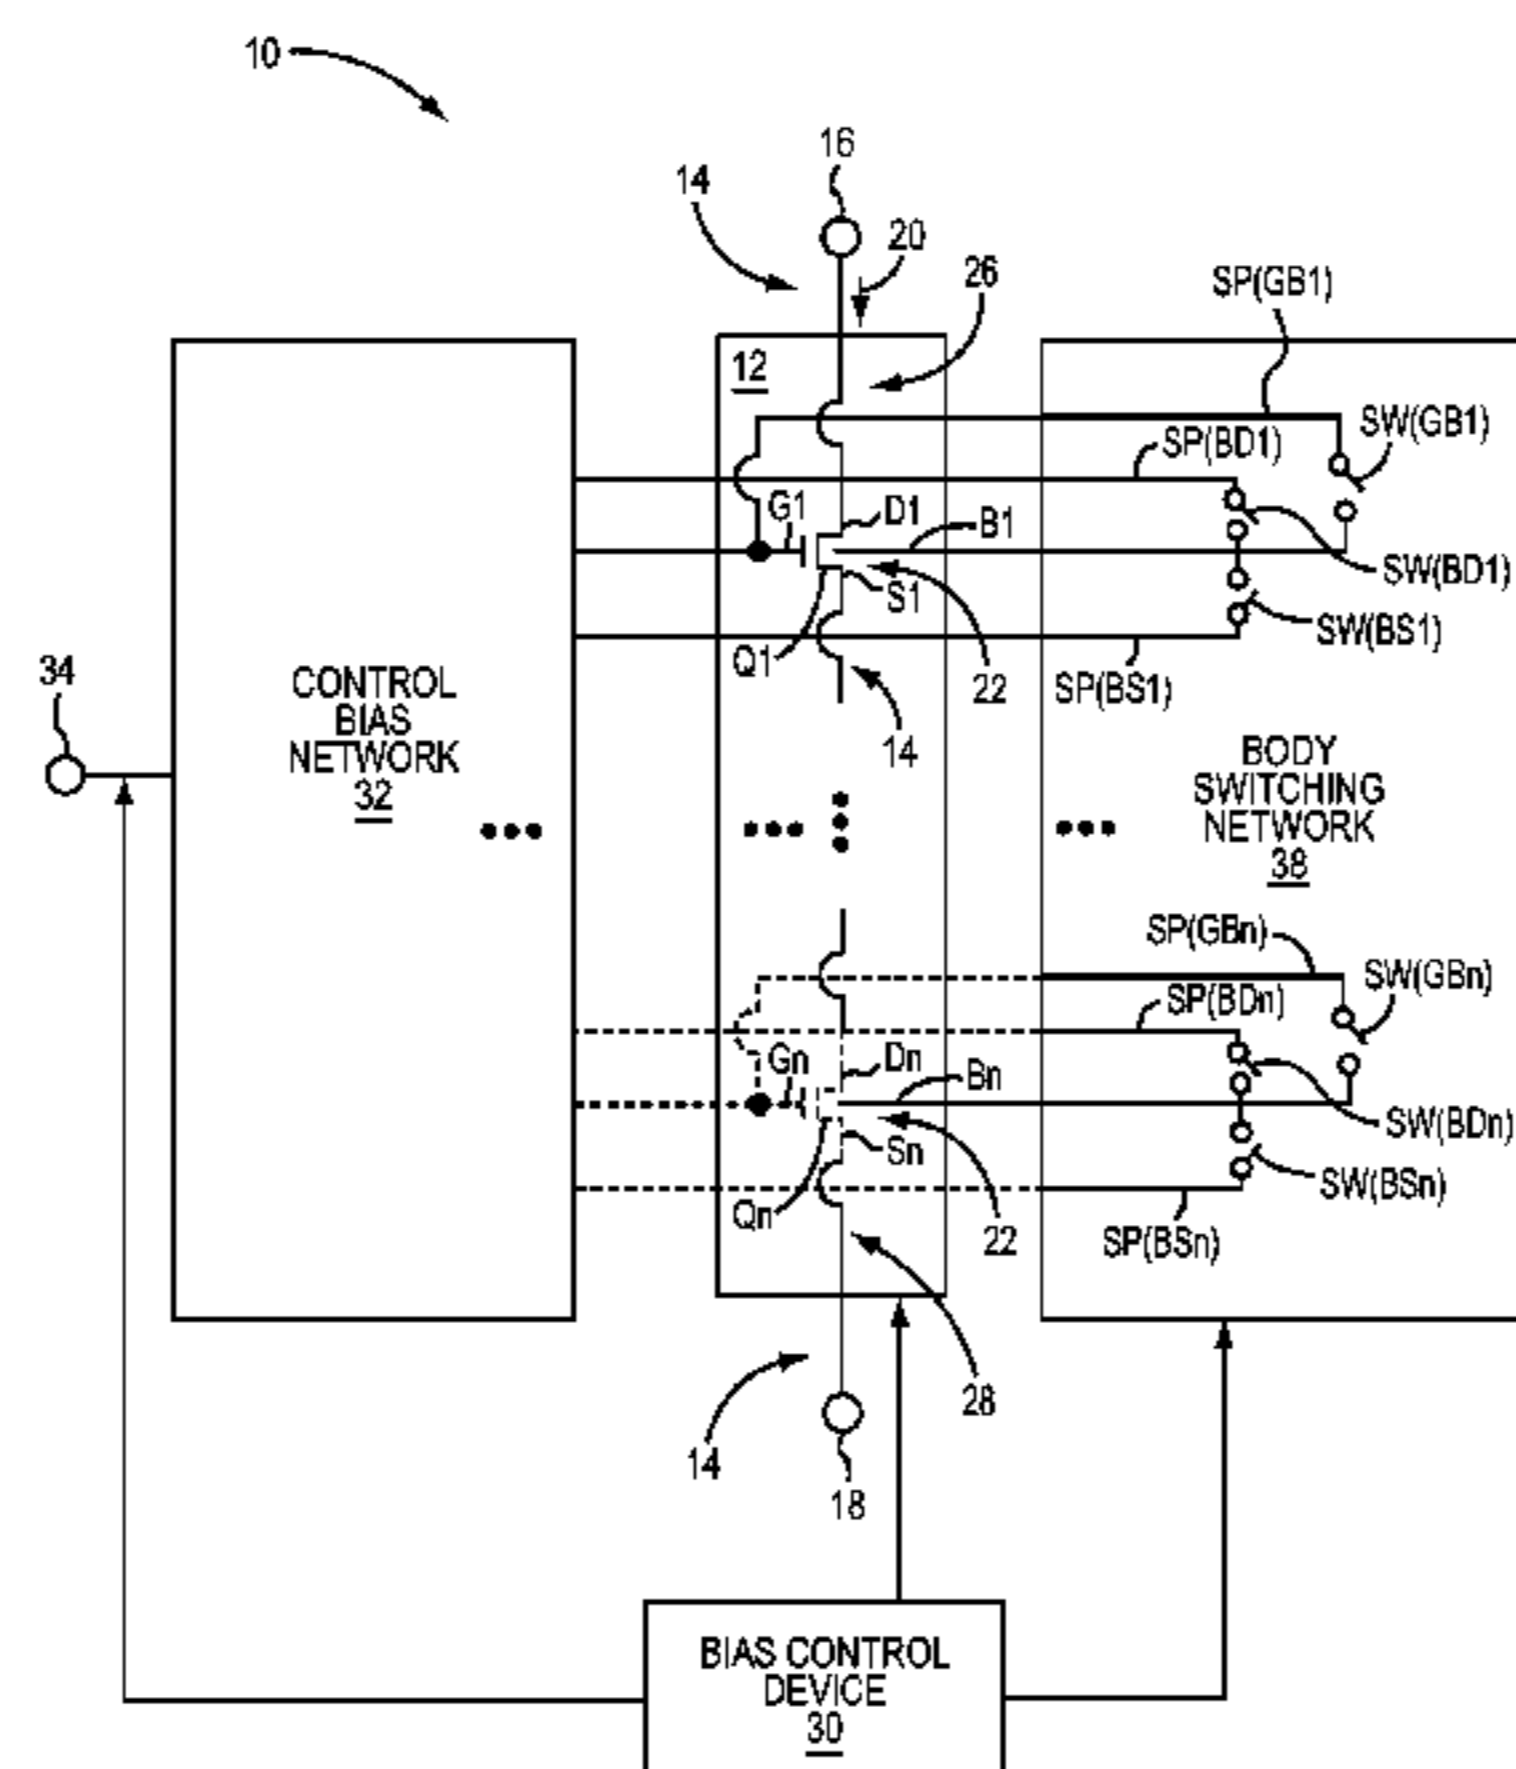 10
16
14
20
26
SP(GB1)
12
SW(GB1)
SP(BD1)
G1
D1
B1
SW(BD1)
S1
SW(BS1)
Q1
22
SP(BS1)
34
14
CONTROL
BIAS
NETWORK
32
BODY
SWITCHING
NETWORK
38
SP(GBn)
SW(GBn)
SP(BDn)
Gn
Dn
Bn
SW(BDn)
Sn
SW(BSn)
Qn
22
SP(BSn)
28
14
18
BIAS CONTROL
DEVICE
30